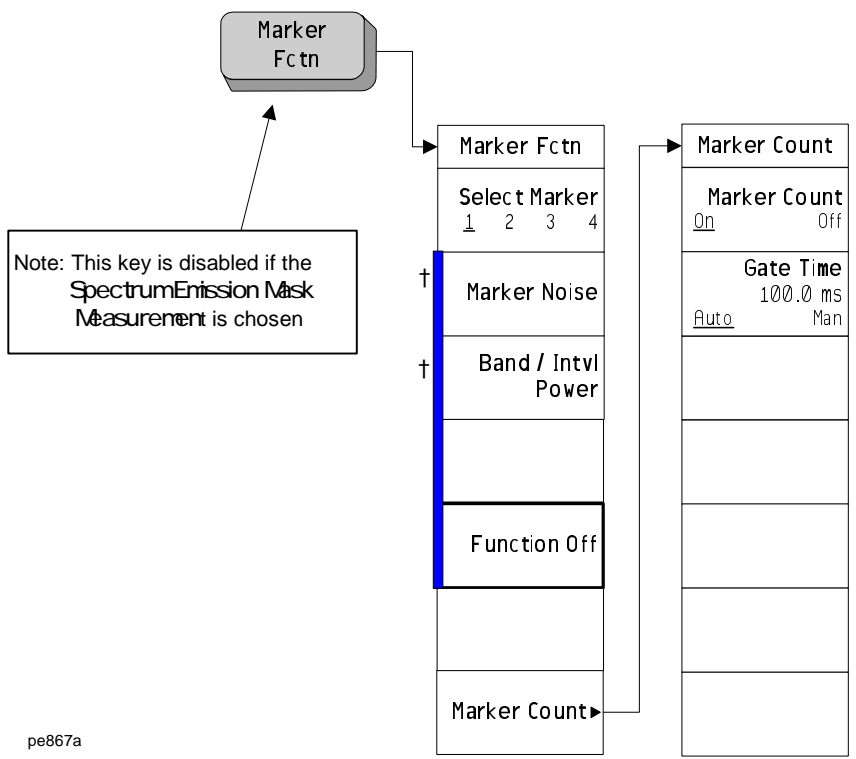 Marker
Fctn
Note: This key is disabled if the
Spectrum Emission Mask
Measurement is chosen
Marker Fctn
Select Marker
1 2 3 4
†
Marker Noise
†
Band / Intvl
Power
Function Off
Marker Count
Marker Count
Marker Count
On Off
Gate Time
100.0 ms
Auto Man
pe867a